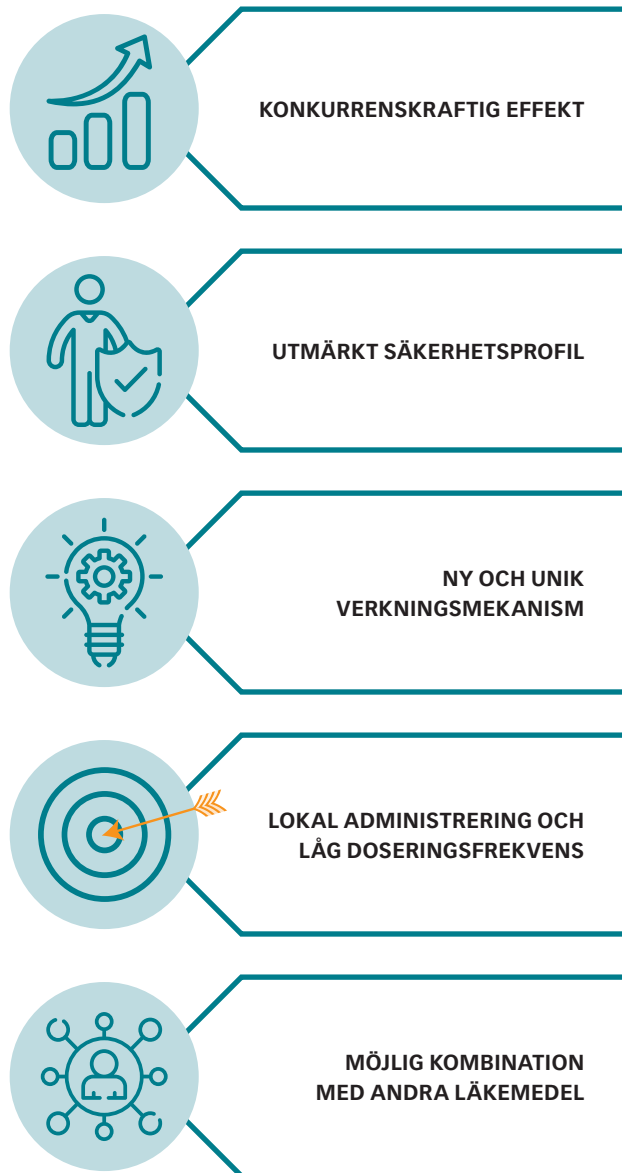 KONKURRENSKRAFTIG EFFEKT
UTMÄRKT SÄKERHETSPROFIL
NY OCH UNIK
VERKNINGSMEKANISM
LOKAL ADMINISTRERING OCH
LÅG DOSERINGSFREKVENS
MÖJLIG KOMBINATION
MED ANDRA LÄKEMEDEL